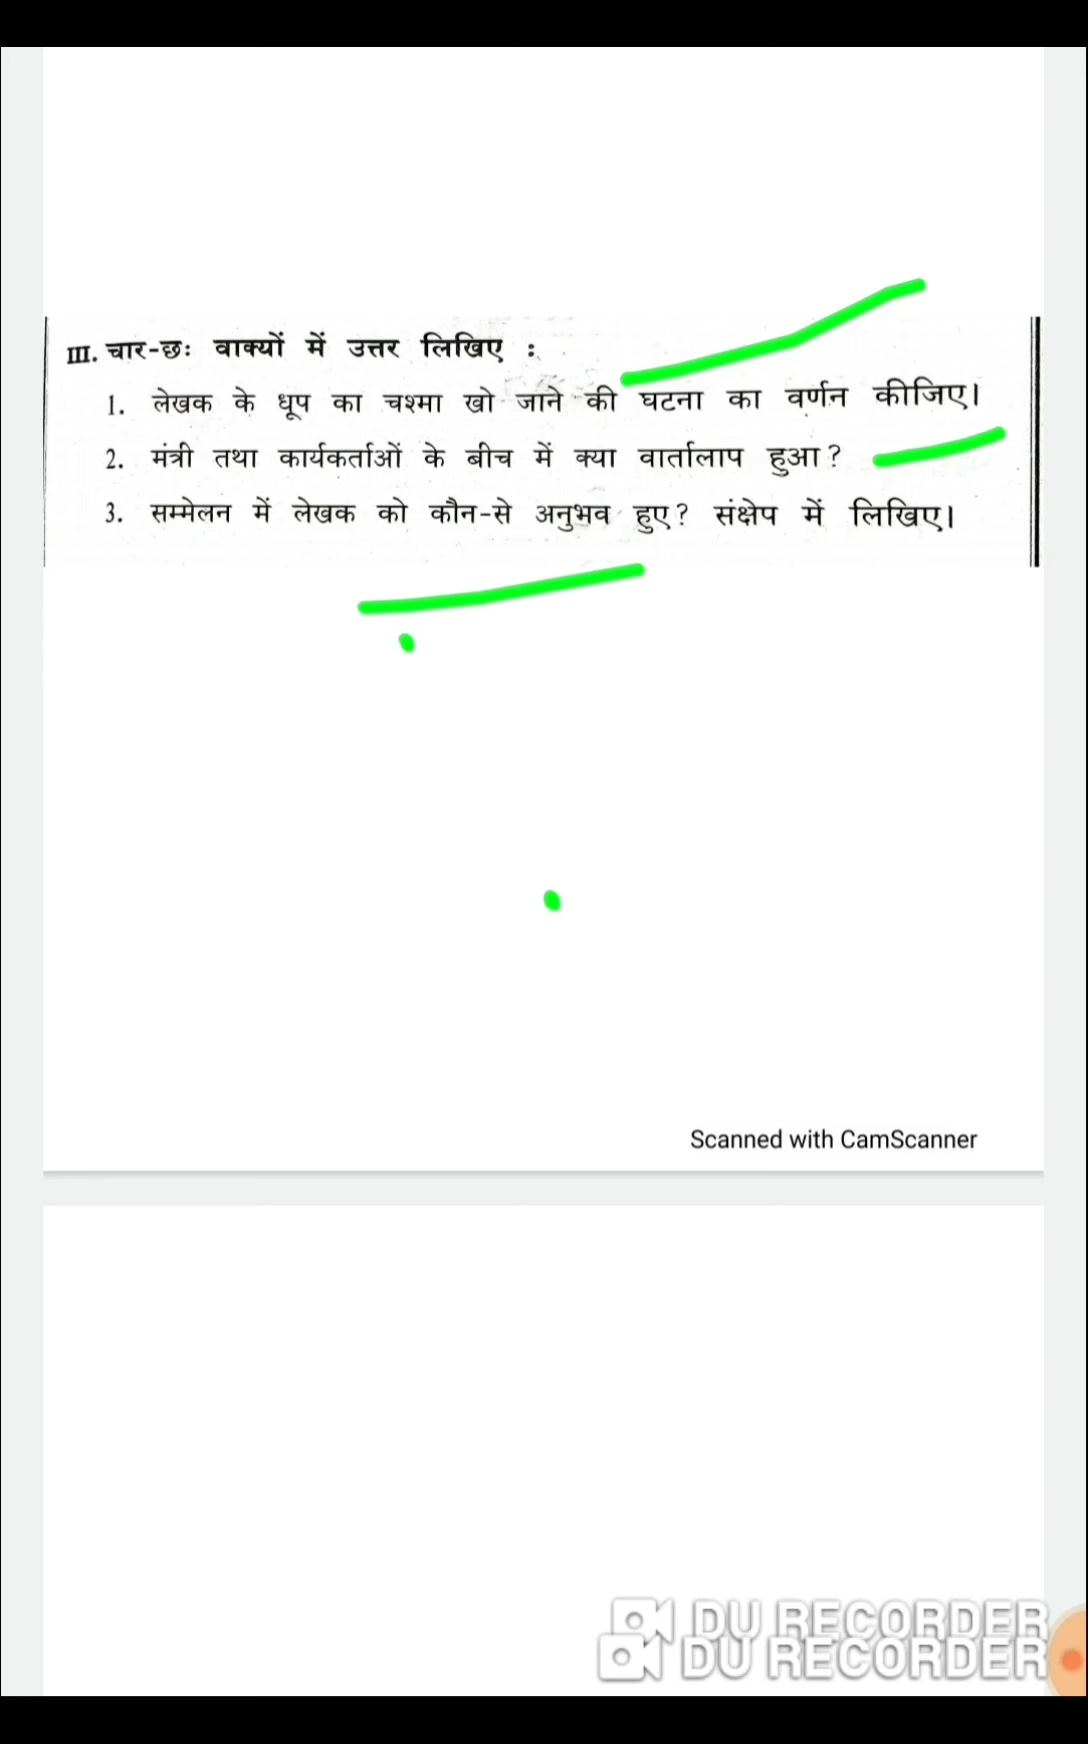 III. चार-छः वाक्यों में उत्तर लिखिए :
1. लेखक के धूप का चश्मा खो जाने की घटना का वर्णन कीजिए।
2. मंत्री तथा कार्यकर्ताओं के बीच में क्या वार्तालाप हुआ?
3. सम्मेलन में लेखक को कौन-से अनुभव हुए? संक्षेप में लिखिए।
Scanned with CamScanner
DU RECORDER
DU RECORDER